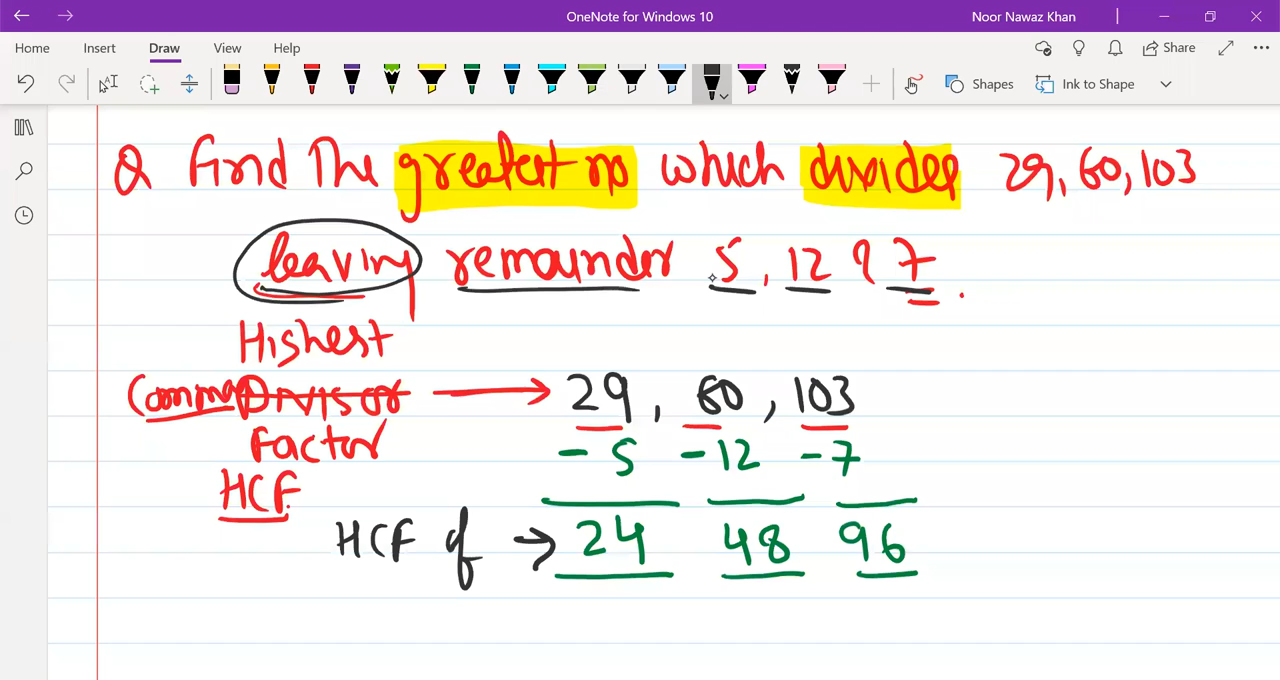 OneNote for Windows 10
Noor Nawaz Khan
Home Insert Draw View Help
Share
Shapes Ink to Shape
Q Find The greatest no which divides 29, 60, 103
leaving remainder 5, 12 & 7.
Highest
Common Divisor → 29, 60, 103
Factor - 5 - 12 - 7
HCF
HCF of → 24 48 96